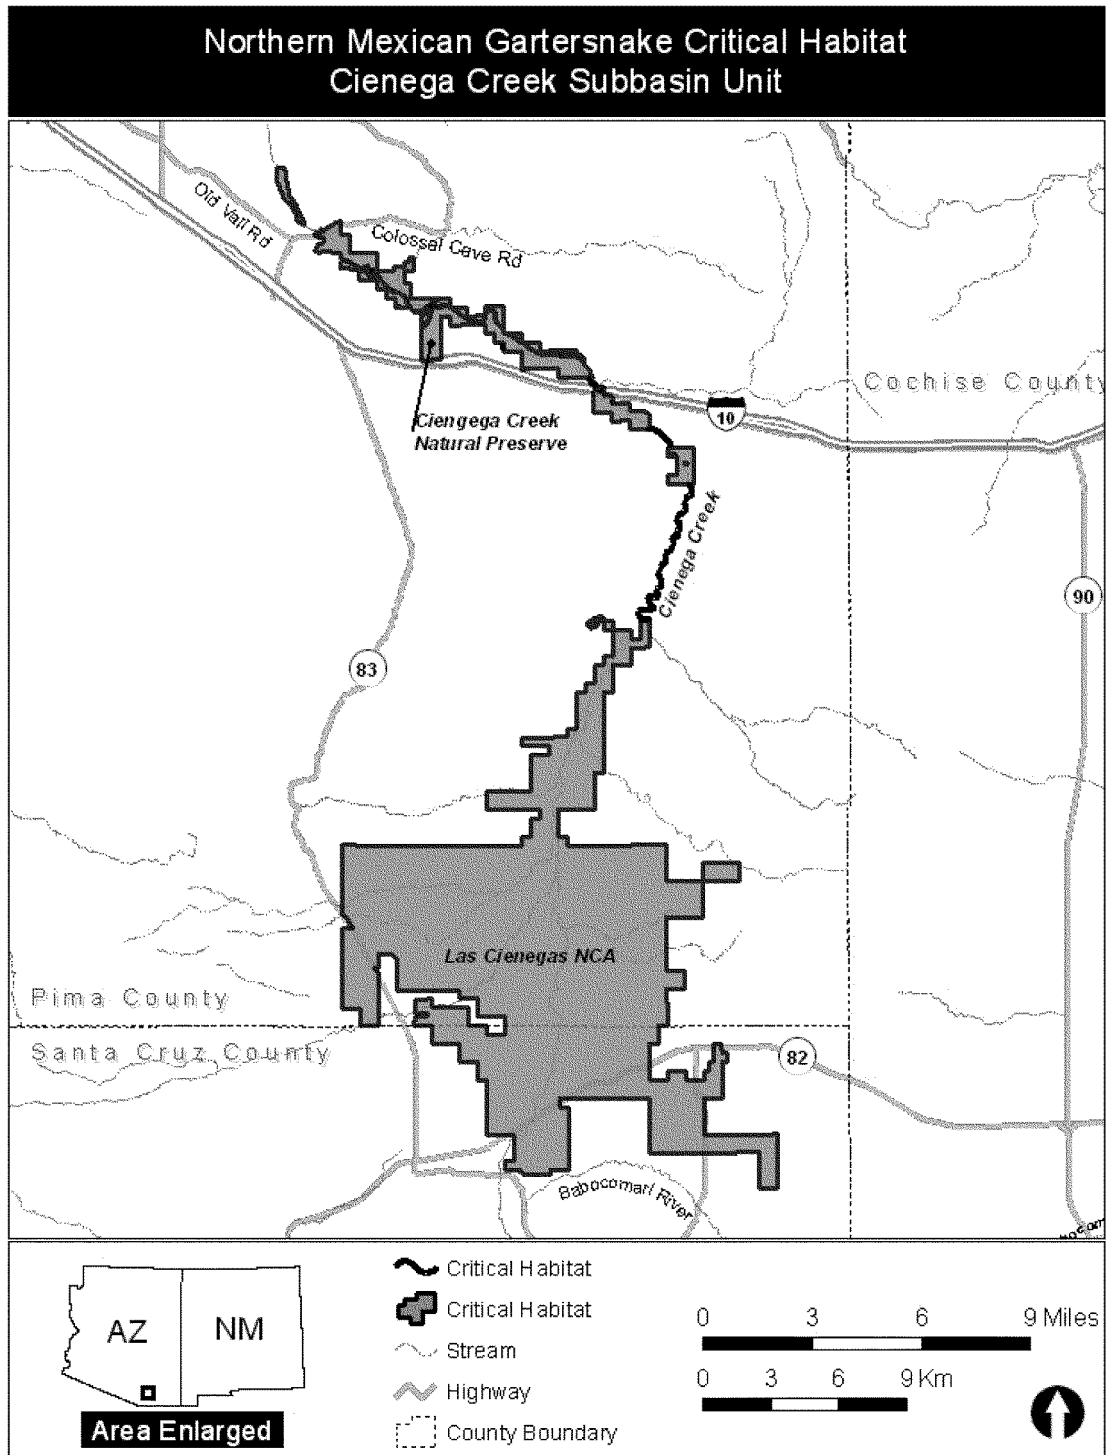 Northern Mexican Gartersnake Critical Habitat
Cienega Creek Subbasin Unit
Old Vail Rd
Colossal Cave Rd
Cochise County
10
Ciengega Creek
Natural Preserve
Cienega Creek
90
83
Las Cienegas NCA
Pima County
Santa Cruz County
82
Babocomari River
AZ
NM
Area Enlarged
Critical Habitat
Critical Habitat
Stream
Highway
County Boundary
0 3 6 9 Miles
0 3 6 9 Km